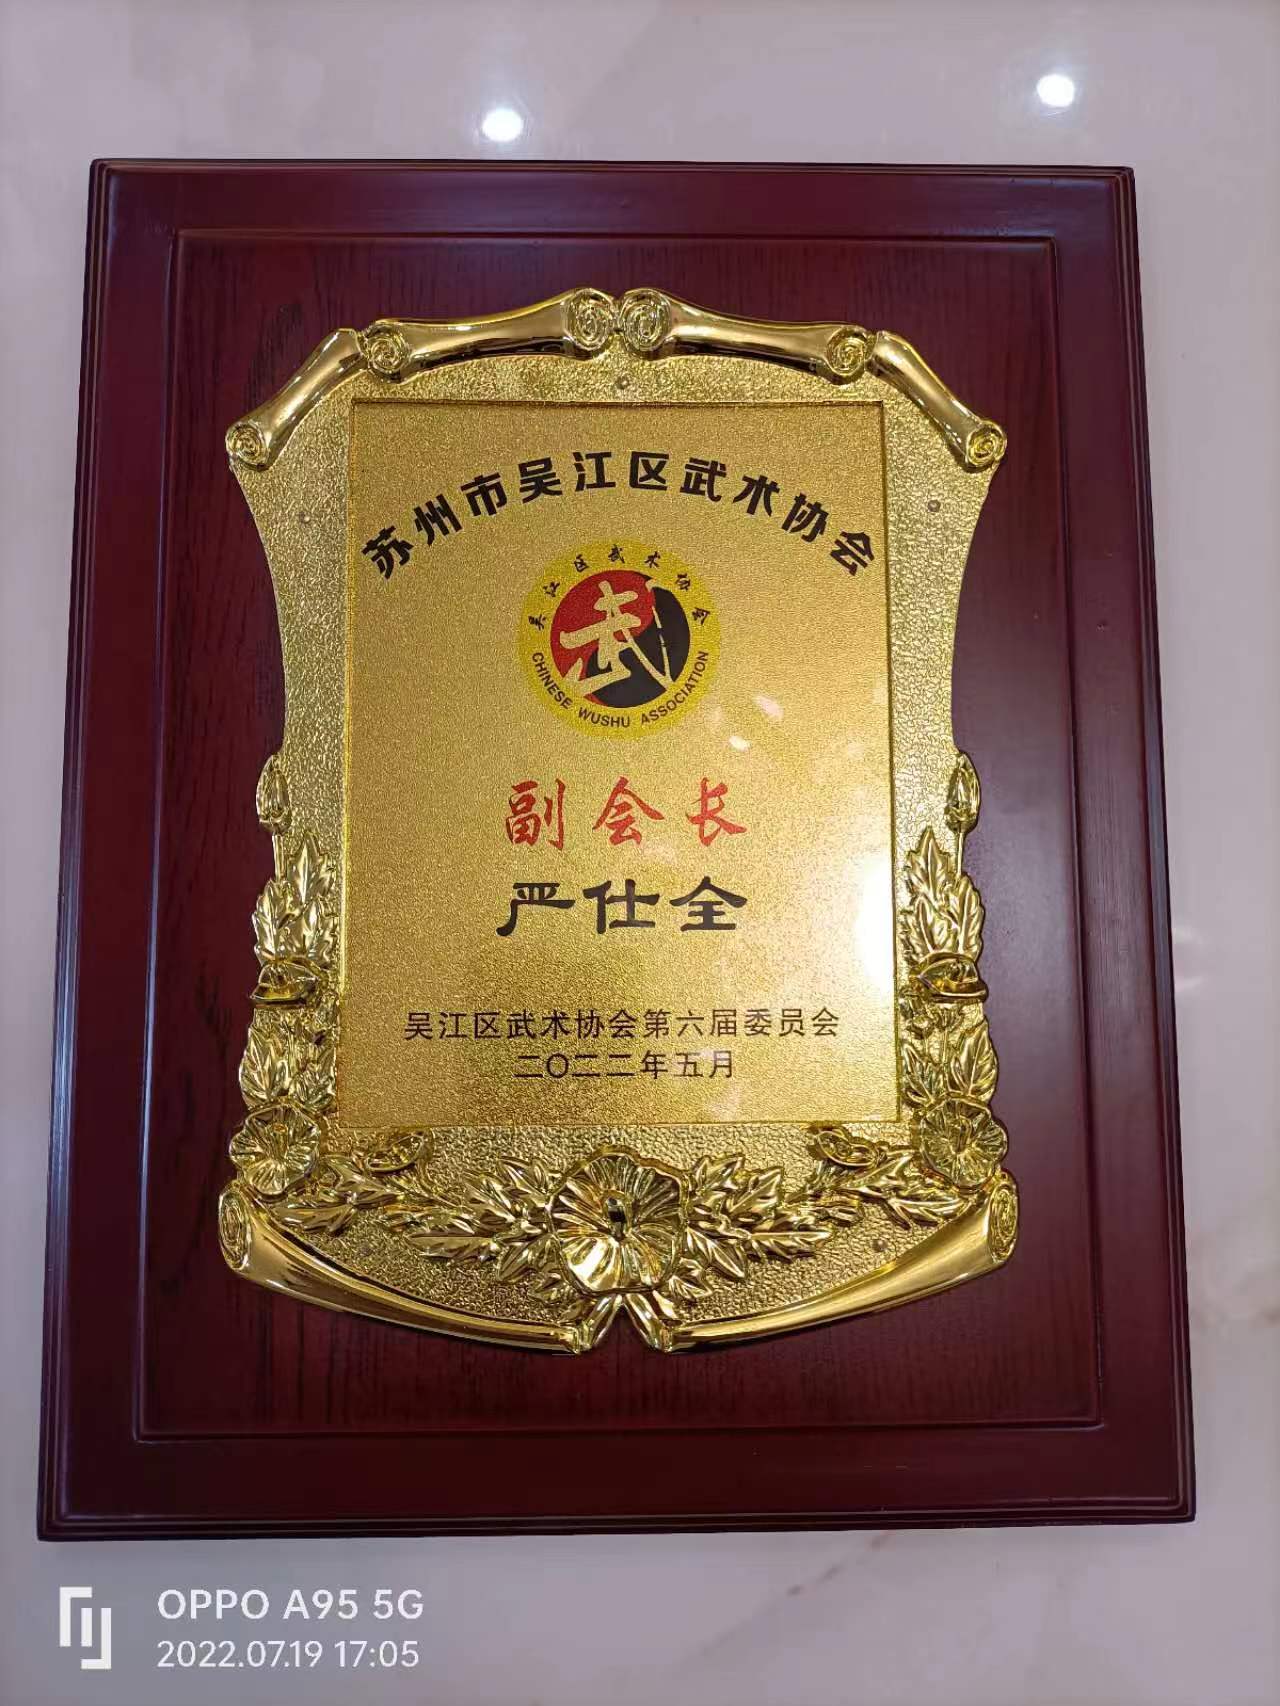 苏州市吴江区武术协会
吴江区武术协会
武
CHINESE WUSHU ASSOCIATION
副会长
严仕全
吴江区武术协会第六届委员会
二〇二二年五月
OPPO A95 5G
2022.07.19 17:05